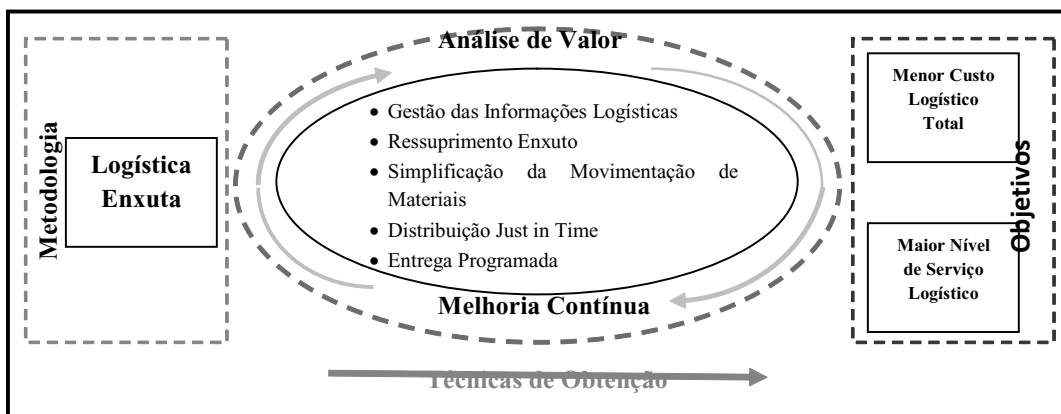 Metodologia
Logística
Enxuta
Análise de Valor
• Gestão das Informações Logísticas
• Ressuprimento Enxuto
• Simplificação da Movimentação de
Materiais
• Distribuição Just in Time
• Entrega Programada
Melhoria Contínua
Técnicas de Obtenção
Menor Custo
Logístico
Total
Maior Nível
de Serviço
Logístico
Objetivos